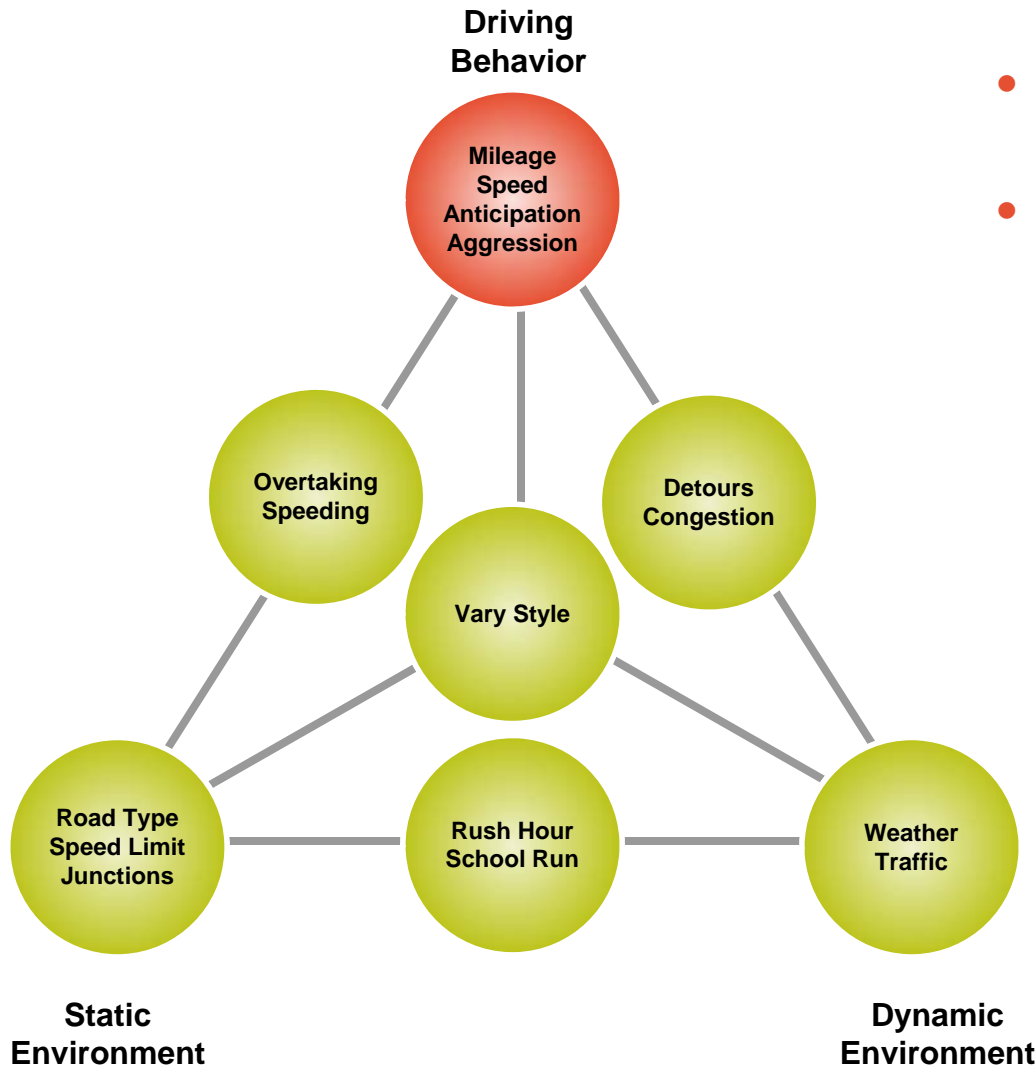 Driving
Behavior
Mileage
Speed
Anticipation
Aggression
Overtaking
Speeding
Detours
Congestion
Vary Style
Road Type
Speed Limit
Junctions
Rush Hour
School Run
Weather
Traffic
Static
Environment
Dynamic
Environment